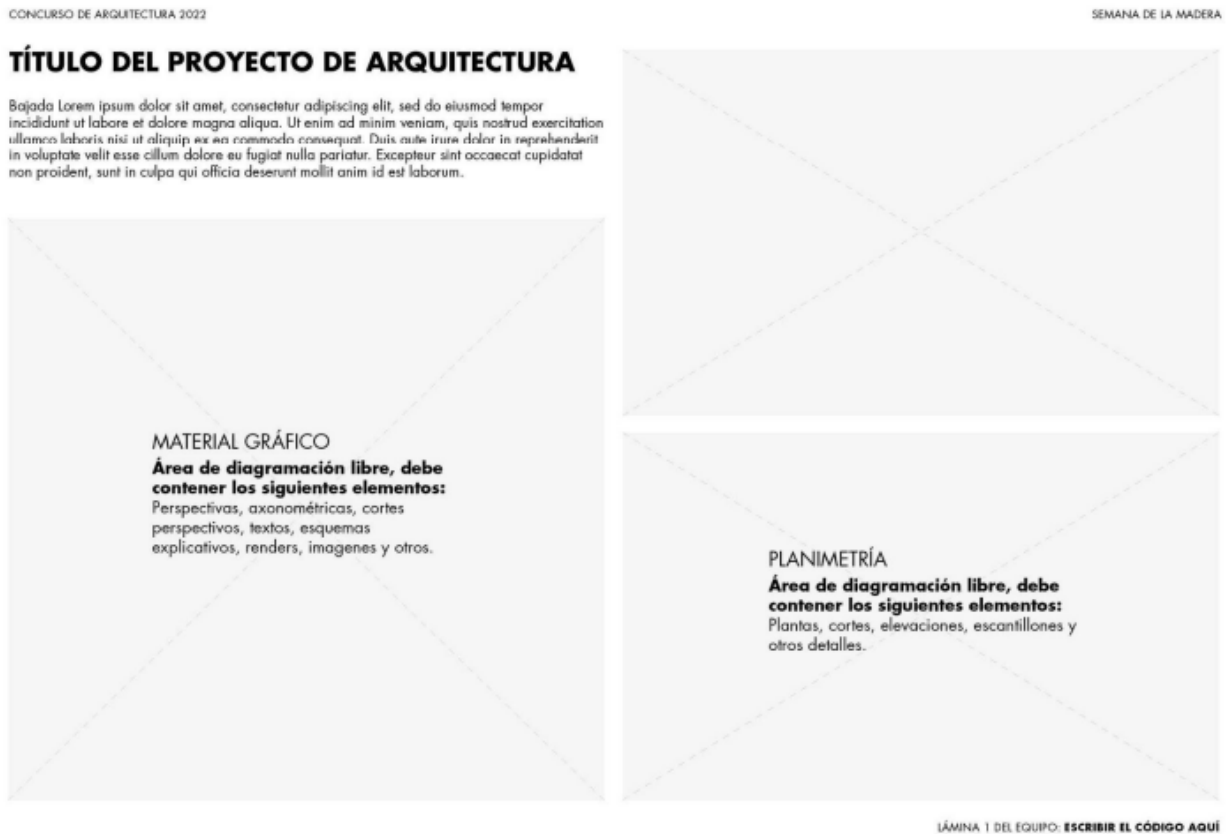 CONCURSO DE ARQUITECTURA 2022
SEMANA DE LA MADERA
TÍTULO DEL PROYECTO DE ARQUITECTURA
Bajada Lorem ipsum dolor sit amet, consectetur adipiscing elit, sed do eiusmod tempor
incididunt ut labore et dolore magna aliqua. Ut enim ad minim veniam, quis nostrud exercitation
ullamco laboris nisi ut aliquip ex ea commodo consequat. Duis aute irure dolor in reprehenderit
in voluptate velit esse cillum dolore eu fugiat nulla pariatur. Excepteur sint occaecat cupidatat
non proident, sunt in culpa qui officia deserunt mollit anim id est laborum.
MATERIAL GRÁFICO
Área de diagramación libre, debe
contener los siguientes elementos:
Perspectivas, axonométricas, cortes
perspectivos, textos, esquemas
explicativos, renders, imagenes y otros.
PLANIMETRÍA
Área de diagramación libre, debe
contener los siguientes elementos:
Plantas, cortes, elevaciones, escantillones y
otros detalles.
LÁMINA 1 DEL EQUIPO: ESCRIBIR EL CÓDIGO AQUÍ